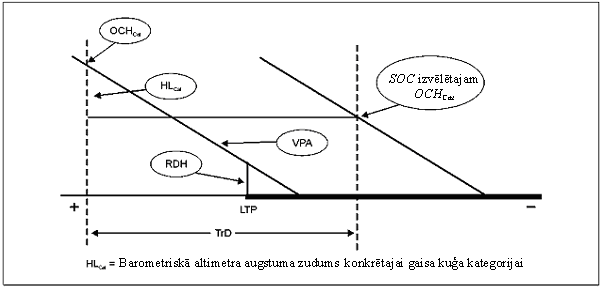 OCH_Cat
HL_Cat
SOC izvēlētajam
OCH_Cat
VPA
RDH
+
LTP
−
TrD
HL_Cat = Barometriskā altimetra augstuma zudums konkrētajai gaisa kuģa kategorijai